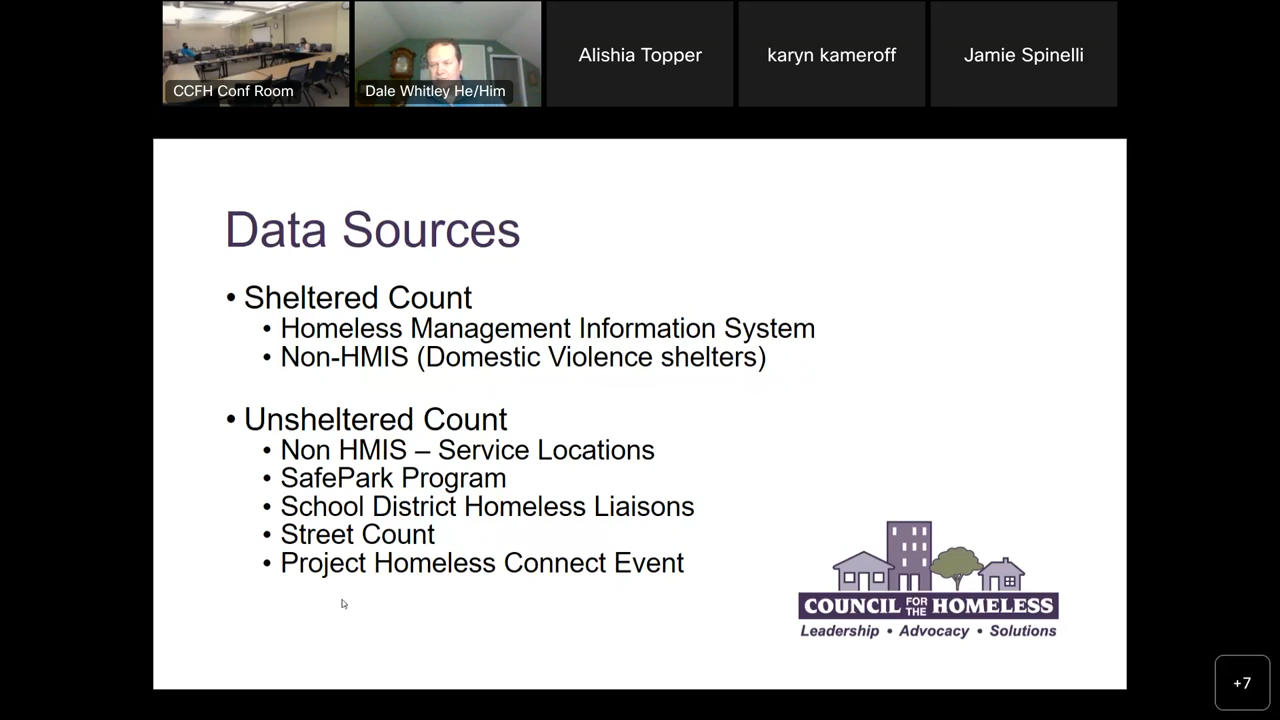 CCFH Conf Room
Dale Whitley He/Him
Alishia Topper
karyn kameroff
Jamie Spinelli
Data Sources
• Sheltered Count
• Homeless Management Information System
• Non-HMIS (Domestic Violence shelters)
• Unsheltered Count
• Non HMIS – Service Locations
• SafePark Program
• School District Homeless Liaisons
• Street Count
• Project Homeless Connect Event
COUNCIL FOR THE HOMELESS
Leadership • Advocacy • Solutions
+7